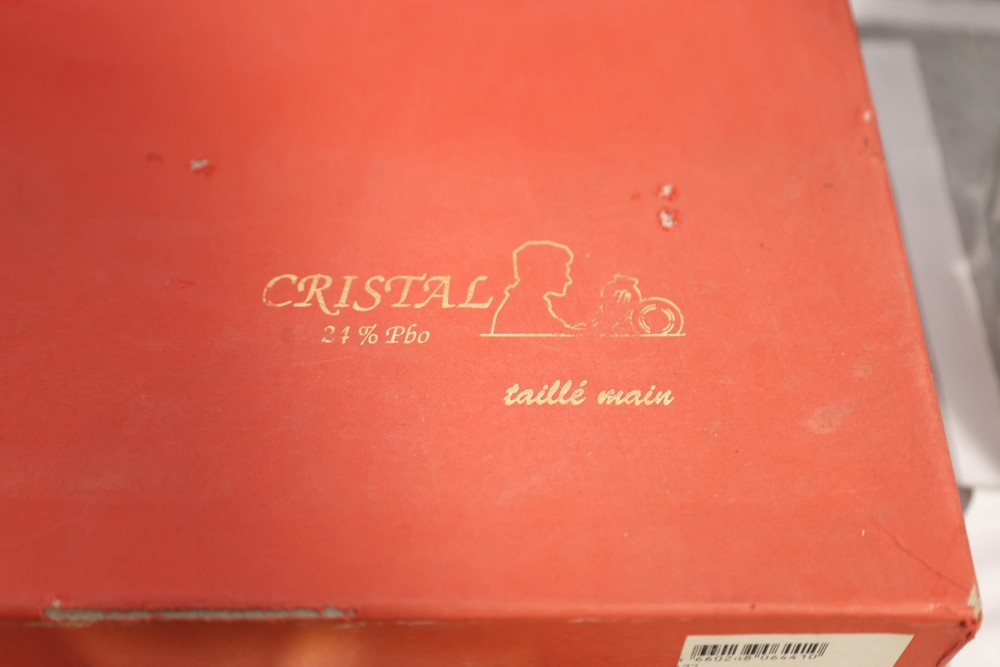 CRISTAL
24 % Pbo
taillé main